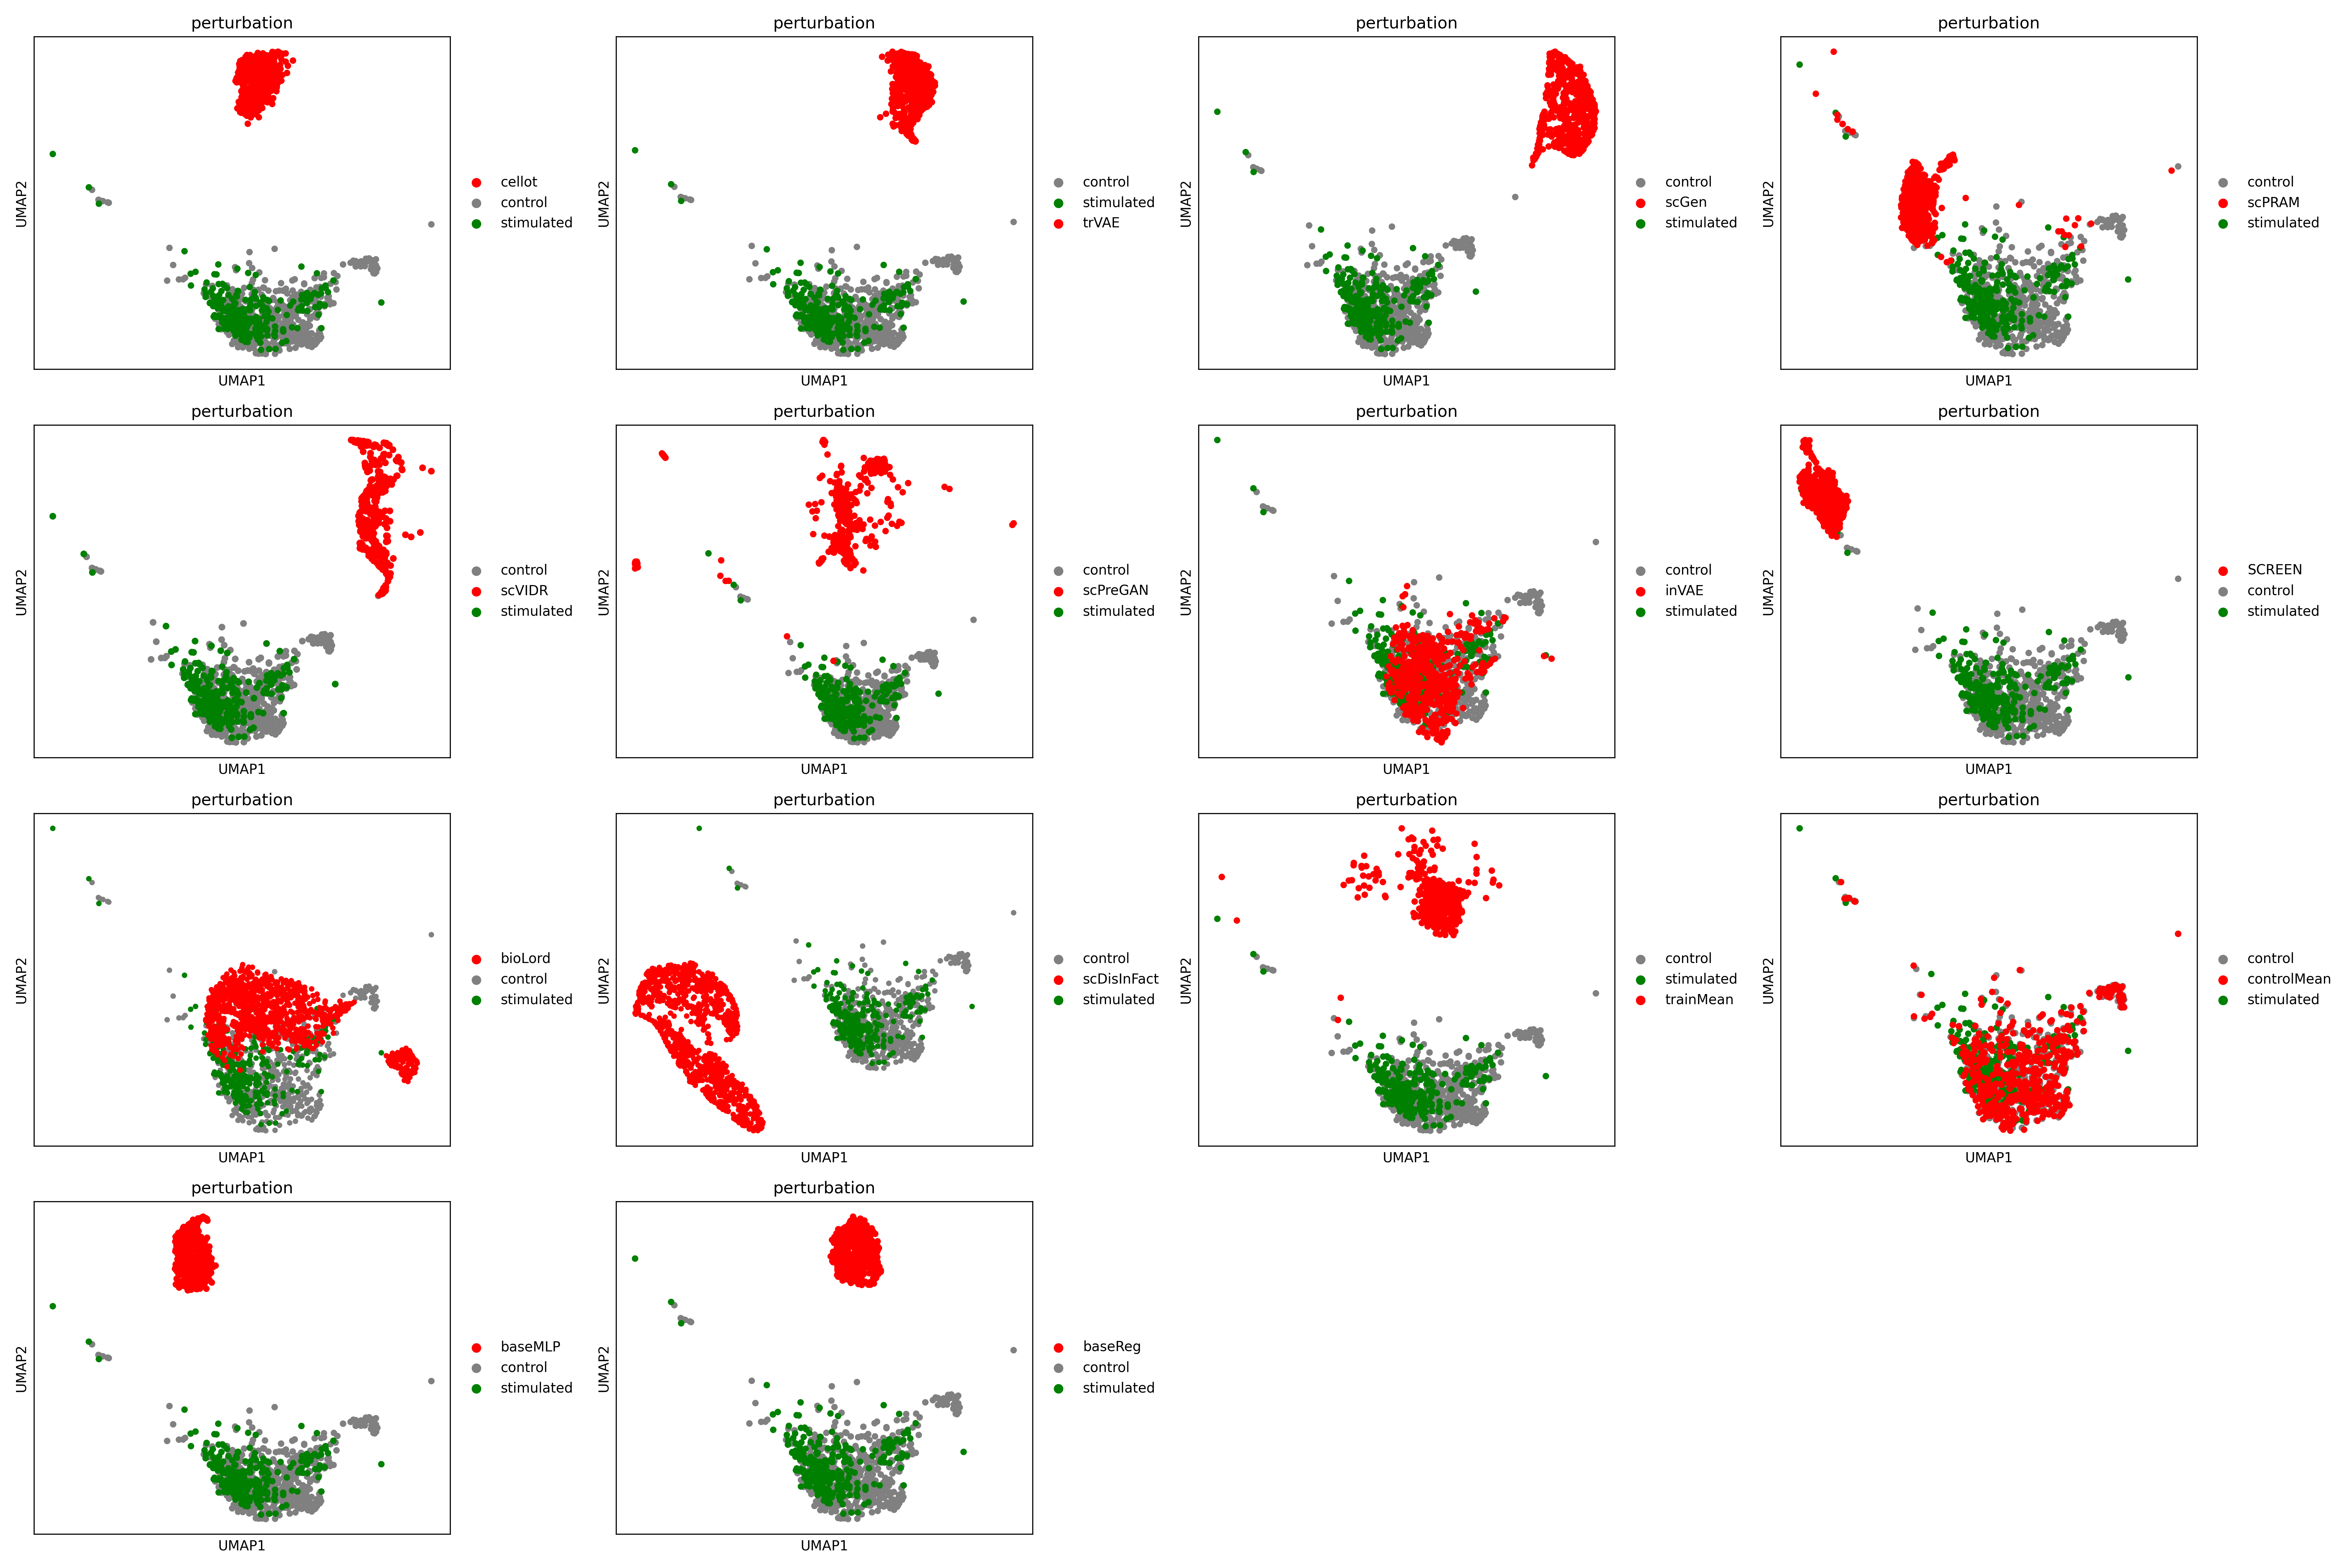 perturbation
UMAP2
UMAP1
cellot
control
stimulated
perturbation
UMAP2
UMAP1
control
stimulated
trVAE
perturbation
UMAP2
UMAP1
control
scGen
stimulated
perturbation
UMAP2
UMAP1
control
scPRAM
stimulated
perturbation
UMAP2
UMAP1
control
scVIDR
stimulated
perturbation
UMAP2
UMAP1
control
scPreGAN
stimulated
perturbation
UMAP2
UMAP1
control
inVAE
stimulated
perturbation
UMAP2
UMAP1
SCREEN
control
stimulated
perturbation
UMAP2
UMAP1
bioLord
control
stimulated
perturbation
UMAP2
UMAP1
control
scDisInFact
stimulated
perturbation
UMAP2
UMAP1
control
stimulated
trainMean
perturbation
UMAP2
UMAP1
control
controlMean
stimulated
perturbation
UMAP2
UMAP1
baseMLP
control
stimulated
perturbation
UMAP2
UMAP1
baseReg
control
stimulated